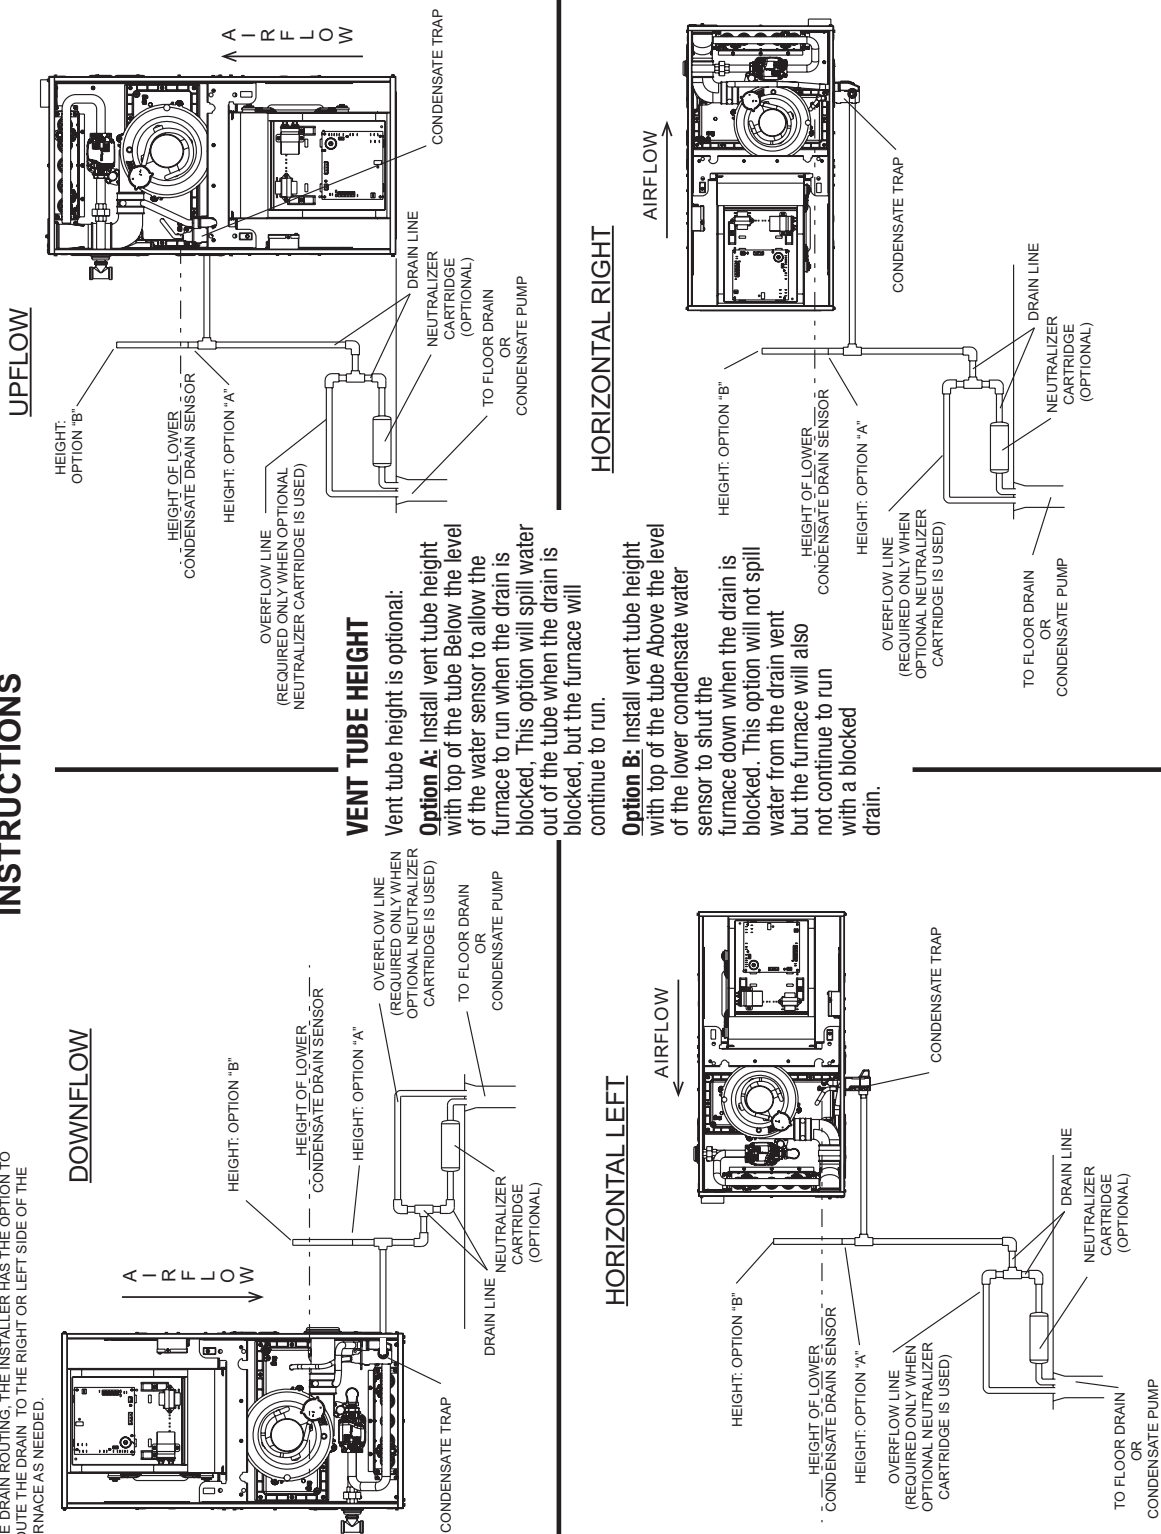 INSTRUCTIONS
E DRAIN ROUTING, THE INSTALLER HAS THE OPTION TO
UTE THE DRAIN TO THE RIGHT OR LEFT SIDE OF THE
RNACE AS NEEDED.
DOWNFLOW
AIRFLOW
HEIGHT: OPTION "B"
HEIGHT OF LOWER
CONDENSATE DRAIN SENSOR
HEIGHT: OPTION "A"
OVERFLOW LINE
(REQUIRED ONLY WHEN
OPTIONAL NEUTRALIZER
CARTRIDGE IS USED)
TO FLOOR DRAIN
OR
CONDENSATE PUMP
NEUTRALIZER
CARTRIDGE
(OPTIONAL)
DRAIN LINE
CONDENSATE TRAP
UPFLOW
AIRFLOW
CONDENSATE TRAP
HEIGHT:
OPTION "B"
HEIGHT OF LOWER
CONDENSATE DRAIN SENSOR
HEIGHT: OPTION "A"
OVERFLOW LINE
(REQUIRED ONLY WHEN OPTIONAL
NEUTRALIZER CARTRIDGE IS USED)
DRAIN LINE
NEUTRALIZER
CARTRIDGE
(OPTIONAL)
TO FLOOR DRAIN
OR
CONDENSATE PUMP
VENT TUBE HEIGHT
Vent tube height is optional:
Option A: Install vent tube height
with top of the tube Below the level
of the water sensor to allow the
furnace to run when the drain is
blocked, This option will spill water
out of the tube when the drain is
blocked, but the furnace will
continue to run.
Option B: Install vent tube height
with top of the tube Above the level
of the lower condensate water
sensor to shut the
furnace down when the drain is
blocked. This option will not spill
water from the drain vent
but the furnace will also
not continue to run
with a blocked
drain.
HORIZONTAL LEFT
AIRFLOW
CONDENSATE TRAP
HEIGHT: OPTION "B"
HEIGHT OF LOWER
CONDENSATE DRAIN SENSOR
HEIGHT: OPTION "A"
OVERFLOW LINE
(REQUIRED ONLY WHEN
OPTIONAL NEUTRALIZER
CARTRIDGE IS USED)
DRAIN LINE
NEUTRALIZER
CARTRIDGE
(OPTIONAL)
TO FLOOR DRAIN
OR
CONDENSATE PUMP
HORIZONTAL RIGHT
AIRFLOW
CONDENSATE TRAP
HEIGHT: OPTION "B"
HEIGHT OF LOWER
CONDENSATE DRAIN SENSOR
HEIGHT: OPTION "A"
OVERFLOW LINE
(REQUIRED ONLY WHEN
OPTIONAL NEUTRALIZER
CARTRIDGE IS USED)
DRAIN LINE
NEUTRALIZER
CARTRIDGE
(OPTIONAL)
TO FLOOR DRAIN
OR
CONDENSATE PUMP